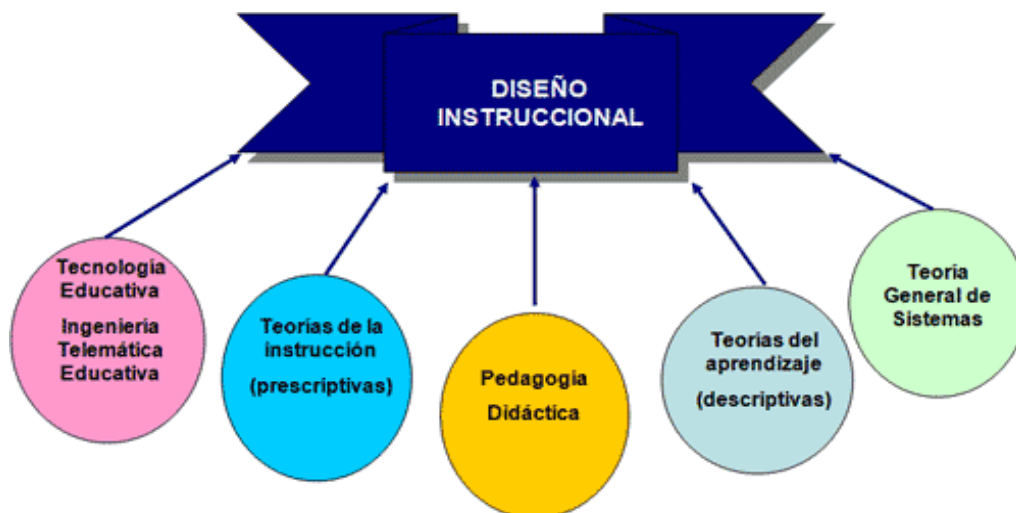 DISEÑO
INSTRUCCIONAL
Tecnología
Educativa
Ingeniería
Telemática
Educativa
Teorías de la
instrucción
(prescriptivas)
Pedagogía
Didáctica
Teorías del
aprendizaje
(descriptivas)
Teoría
General de
Sistemas